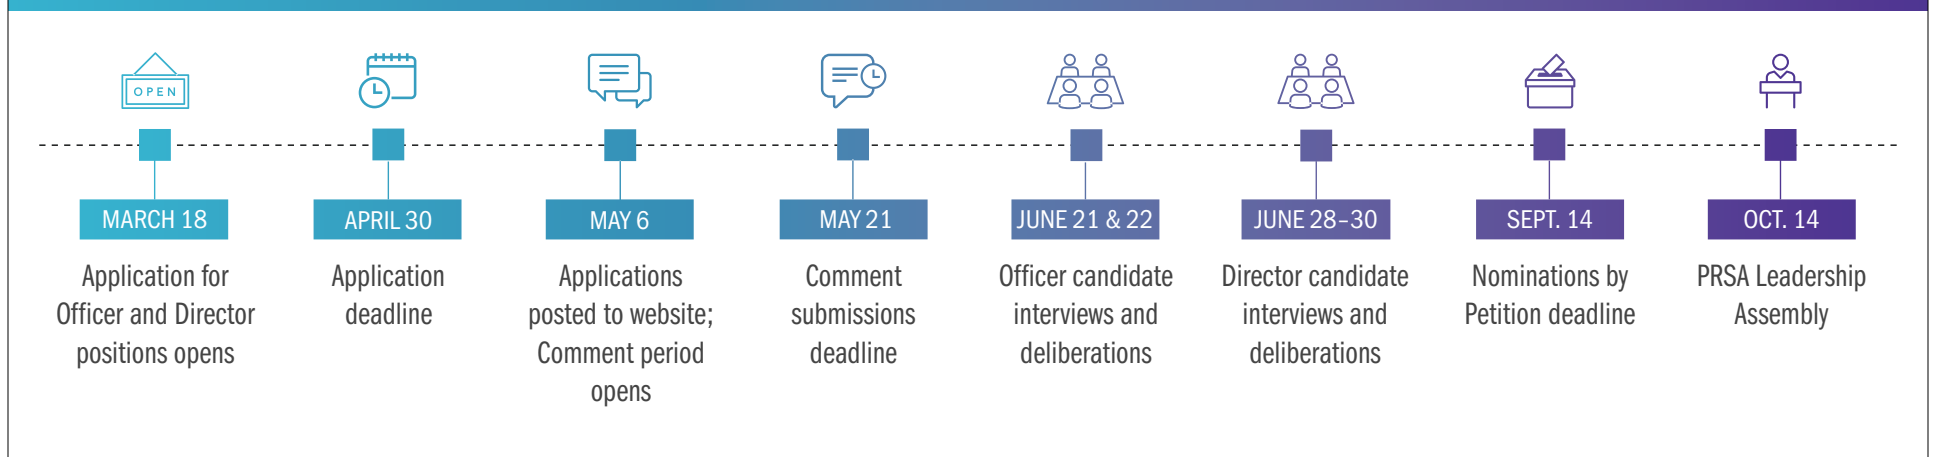 OPEN
MARCH 18
Application for
Officer and Director
positions opens
APRIL 30
Application
deadline
MAY 6
Applications
posted to website;
Comment period
opens
MAY 21
Comment
submissions
deadline
JUNE 21 & 22
Officer candidate
interviews and
deliberations
JUNE 28–30
Director candidate
interviews and
deliberations
SEPT. 14
Nominations by
Petition deadline
OCT. 14
PRSA Leadership
Assembly